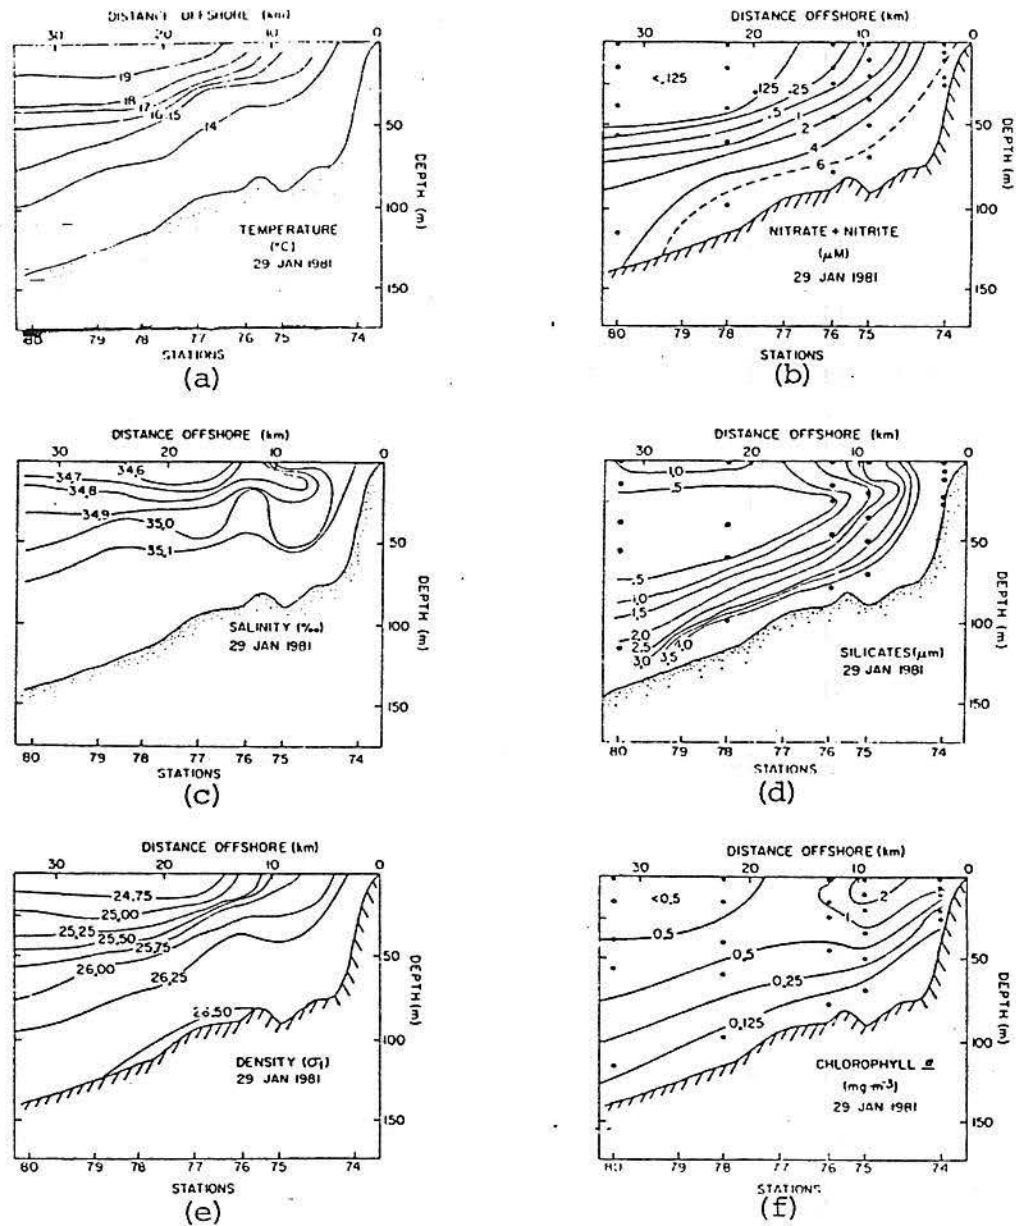 DISTANCE OFFSHORE (km)
30 20 10 0
19
18
17
16
15
14
50
100
150
DEPTH (m)
TEMPERATURE
(°C)
29 JAN 1981
80 79 78 77 76 75 74
STATIONS
(a)
DISTANCE OFFSHORE (km)
30 20 10 0
<.125
.125
.25
.5
1
2
4
6
50
100
150
DEPTH (m)
NITRATE + NITRITE
(μM)
29 JAN 1981
80 79 78 77 76 75 74
STATIONS
(b)
DISTANCE OFFSHORE (km)
30 20 10 0
34.6
34.7
34.8
34.9
35.0
35.1
50
100
150
DEPTH (m)
SALINITY (‰)
29 JAN 1981
80 79 78 77 76 75 74
STATIONS
(c)
DISTANCE OFFSHORE (km)
30 20 10 0
1.0
.5
.5
1.0
1.5
2.0
2.5
3.0
3.5
4.0
50
100
150
DEPTH (m)
SILICATES (μm)
29 JAN 1981
80 79 78 77 76 75 74
STATIONS
(d)
DISTANCE OFFSHORE (km)
30 20 10 0
24.75
25.00
25.25
25.50
25.75
26.00
26.25
26.50
50
100
150
DEPTH (m)
DENSITY (σT)
29 JAN 1981
80 79 78 77 76 75 74
STATIONS
(e)
DISTANCE OFFSHORE (km)
30 20 10 0
<0.5
0.5
2
1
0.5
0.25
0.125
50
100
150
DEPTH (m)
CHLOROPHYLL a
(mg m-3)
29 JAN 1981
80 79 78 77 76 75 74
STATIONS
(f)